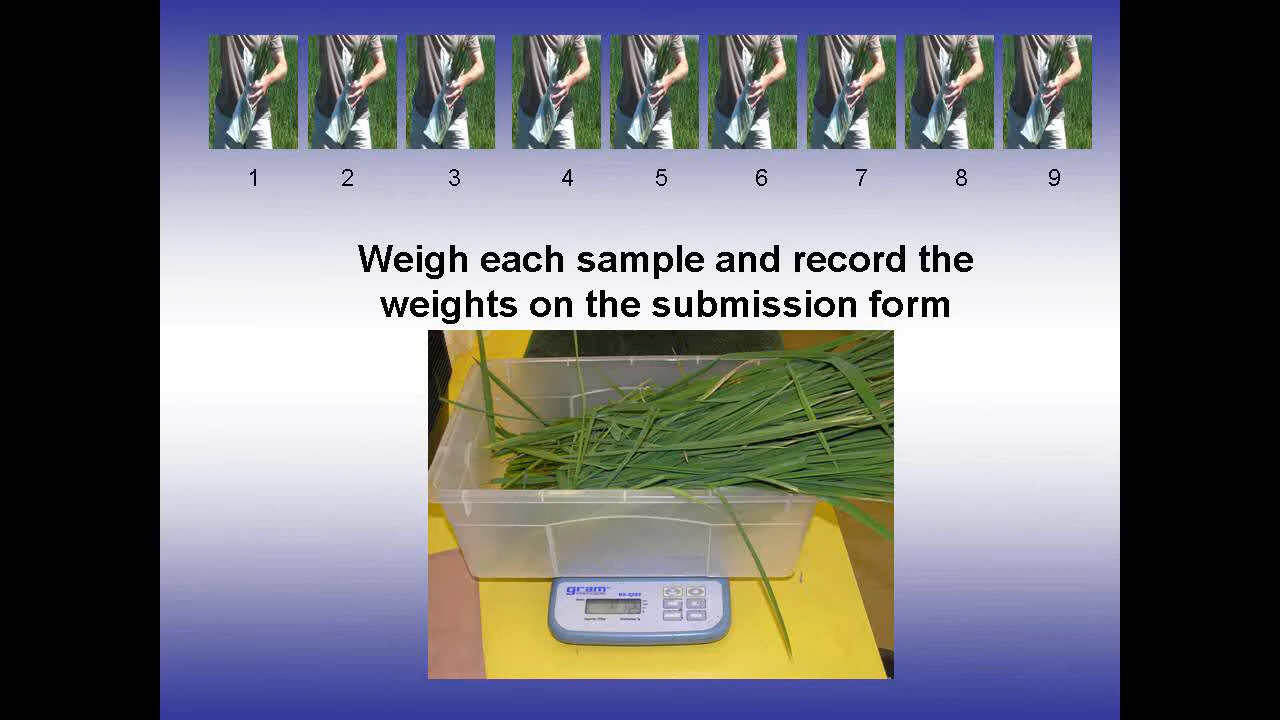 1 2 3 4 5 6 7 8 9
Weigh each sample and record the
weights on the submission form
gram